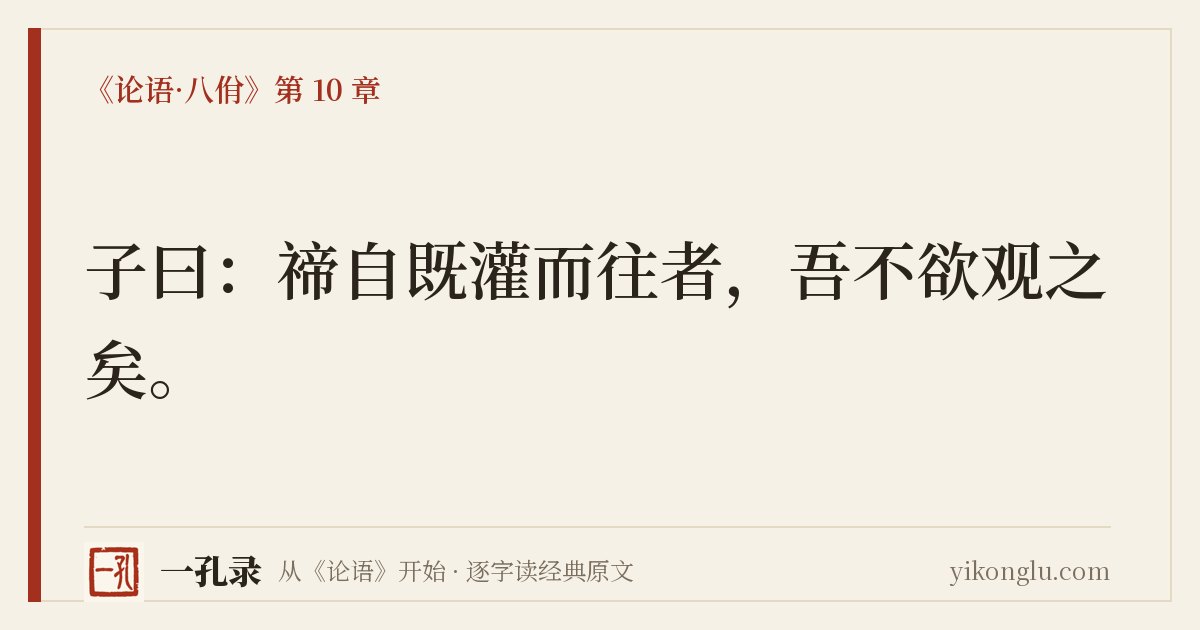 《论语·八佾》第 10 章
子曰：禘自既灌而往者，吾不欲观之
矣。
一孔
一孔录 从《论语》开始 · 逐字读经典原文 yikonglu.com